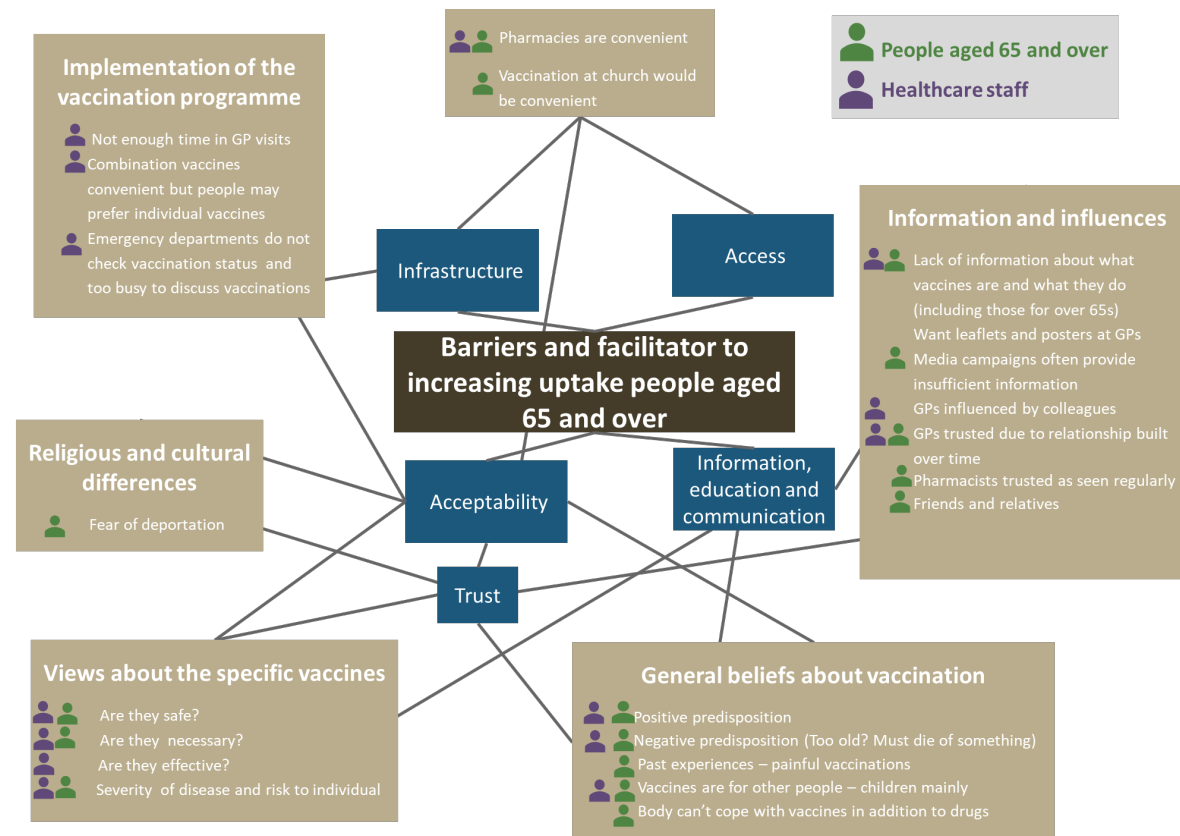 Implementation of the
vaccination programme
Not enough time in GP visits
Combination vaccines
convenient but people may
prefer individual vaccines
Emergency departments do not
check vaccination status and
too busy to discuss vaccinations
Pharmacies are convenient
Vaccination at church would
be convenient
People aged 65 and over
Healthcare staff
Infrastructure
Access
Information and influences
Lack of information about what
vaccines are and what they do
(including those for over 65s)
Want leaflets and posters at GPs
Media campaigns often provide
insufficient information
GPs influenced by colleagues
GPs trusted due to relationship built
over time
Pharmacists trusted as seen regularly
Friends and relatives
Barriers and facilitator to
increasing uptake people aged
65 and over
Religious and cultural
differences
Fear of deportation
Acceptability
Information,
education and
communication
Trust
Views about the specific vaccines
Are they safe?
Are they necessary?
Are they effective?
Severity of disease and risk to individual
General beliefs about vaccination
Positive predisposition
Negative predisposition (Too old? Must die of something)
Past experiences – painful vaccinations
Vaccines are for other people – children mainly
Body can't cope with vaccines in addition to drugs